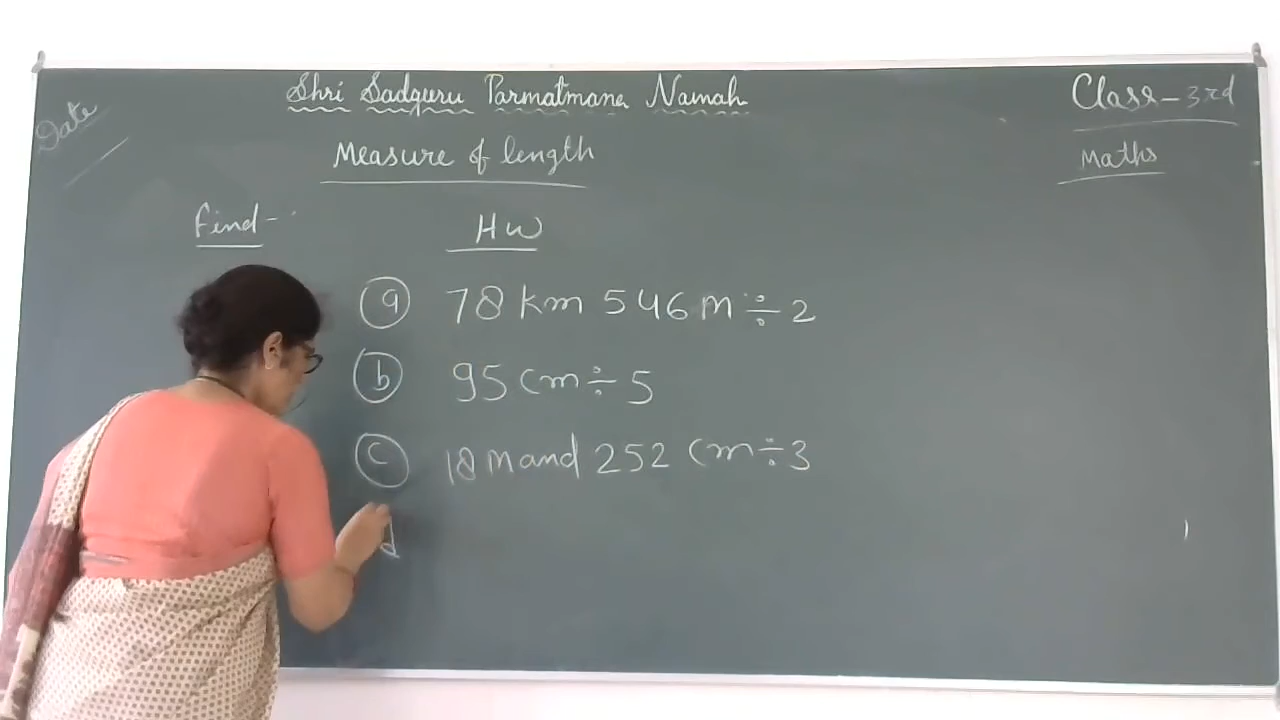 Date
Shri Sadguru Parmatmane Namah
Class - 3rd
Measure of length
Maths
Find -
HW
(a) 78 km 546 m ÷ 2
(b) 95 cm ÷ 5
(c) 18 m and 252 cm ÷ 3
d